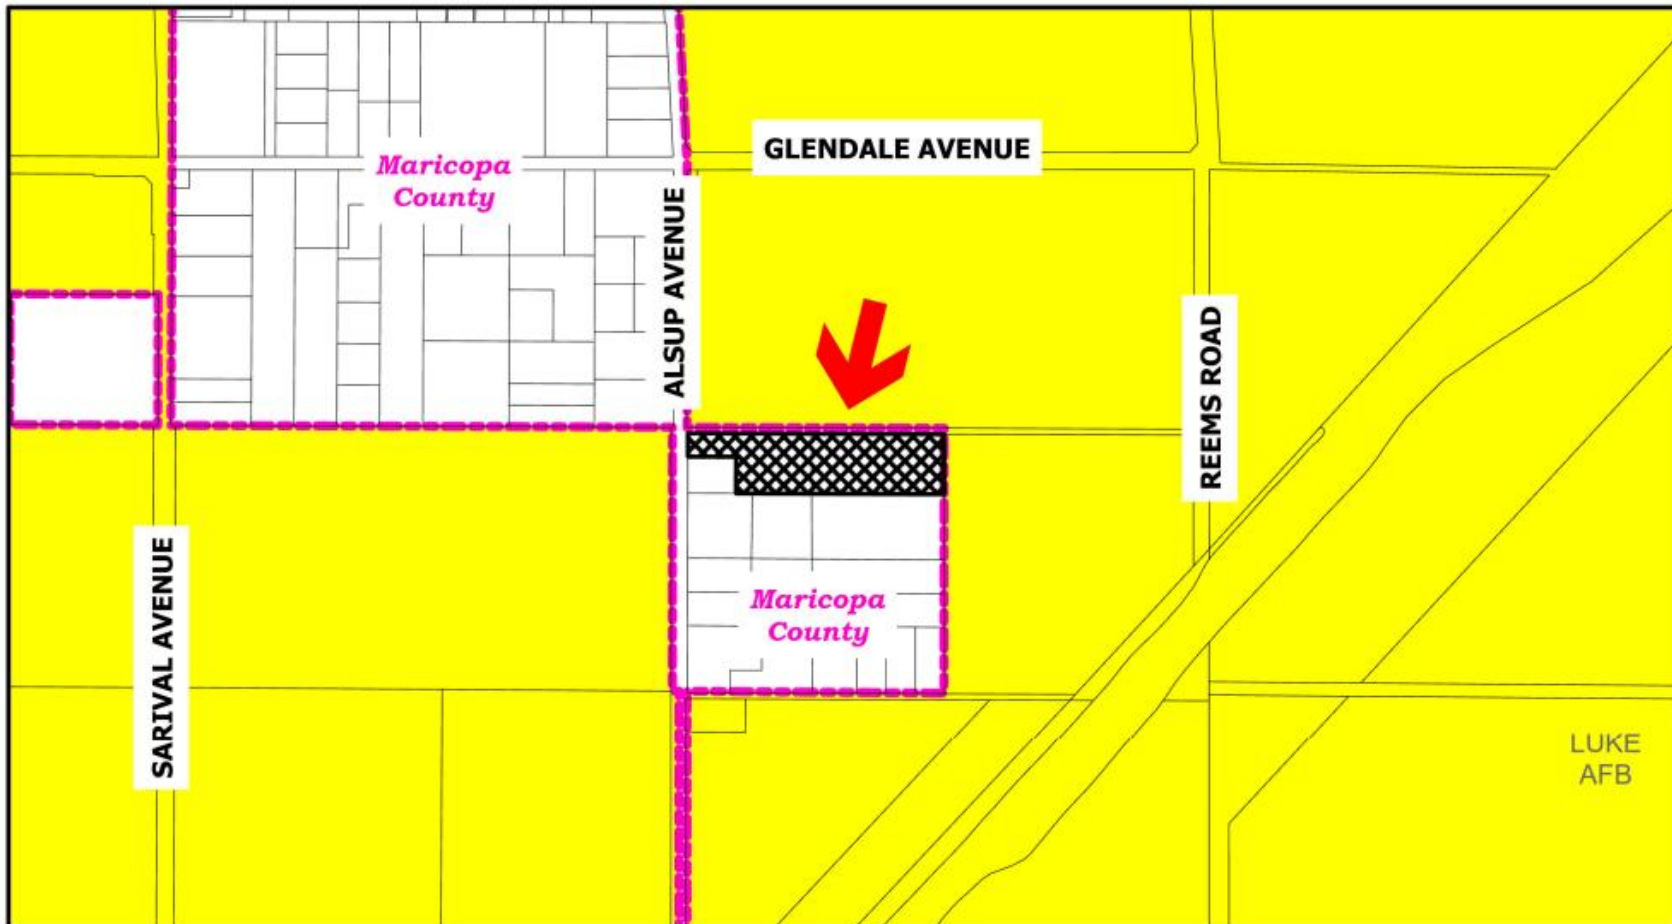 GLENDALE AVENUE
Maricopa
County
ALSUP AVENUE
REEMS ROAD
SARIVAL AVENUE
Maricopa
County
LUKE
AFB